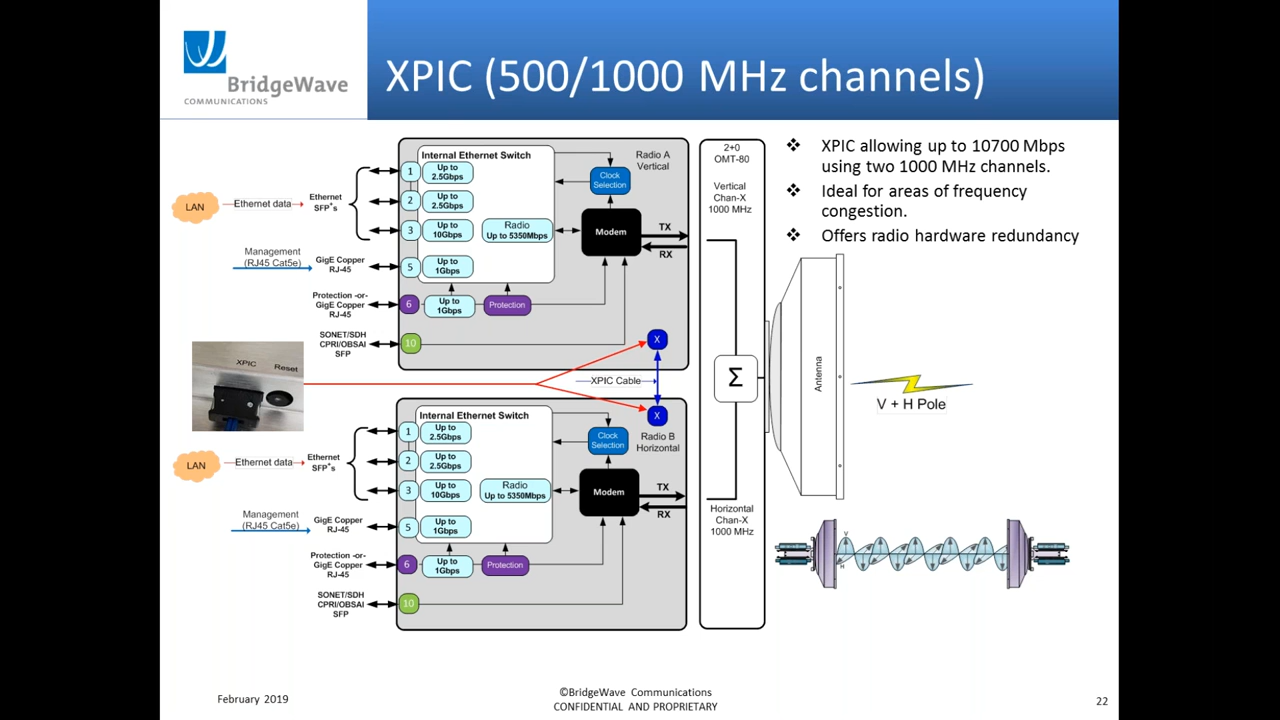 BridgeWave
COMMUNICATIONS
XPIC (500/1000 MHz channels)
❖ XPIC allowing up to 10700 Mbps
using two 1000 MHz channels.
❖ Ideal for areas of frequency
congestion.
❖ Offers radio hardware redundancy
Internal Ethernet Switch
Radio A
Vertical
LAN
Ethernet data
Ethernet
SFP+s
1
Up to
2.5Gbps
2
Up to
2.5Gbps
3
Up to
10Gbps
Radio
Up to 5350Mbps
Clock
Selection
Modem
TX
RX
Management
(RJ45 Cat5e)
GigE Copper
RJ-45
5
Up to
1Gbps
Protection -or-
GigE Copper
RJ-45
6
Up to
1Gbps
Protection
SONET/SDH
CPRI/OBSAI
SFP
10
X
XPIC Cable
XPIC
Reset
X
Internal Ethernet Switch
Radio B
Horizontal
LAN
Ethernet data
Ethernet
SFP+s
1
Up to
2.5Gbps
2
Up to
2.5Gbps
3
Up to
10Gbps
Radio
Up to 5350Mbps
Clock
Selection
Modem
TX
RX
Management
(RJ45 Cat5e)
GigE Copper
RJ-45
5
Up to
1Gbps
Protection -or-
GigE Copper
RJ-45
6
Up to
1Gbps
Protection
SONET/SDH
CPRI/OBSAI
SFP
10
2+0
OMT-80
Vertical
Chan-X
1000 MHz
Σ
Horizontal
Chan-X
1000 MHz
Antenna
V + H Pole
V
H
February 2019
©BridgeWave Communications
CONFIDENTIAL AND PROPRIETARY
22